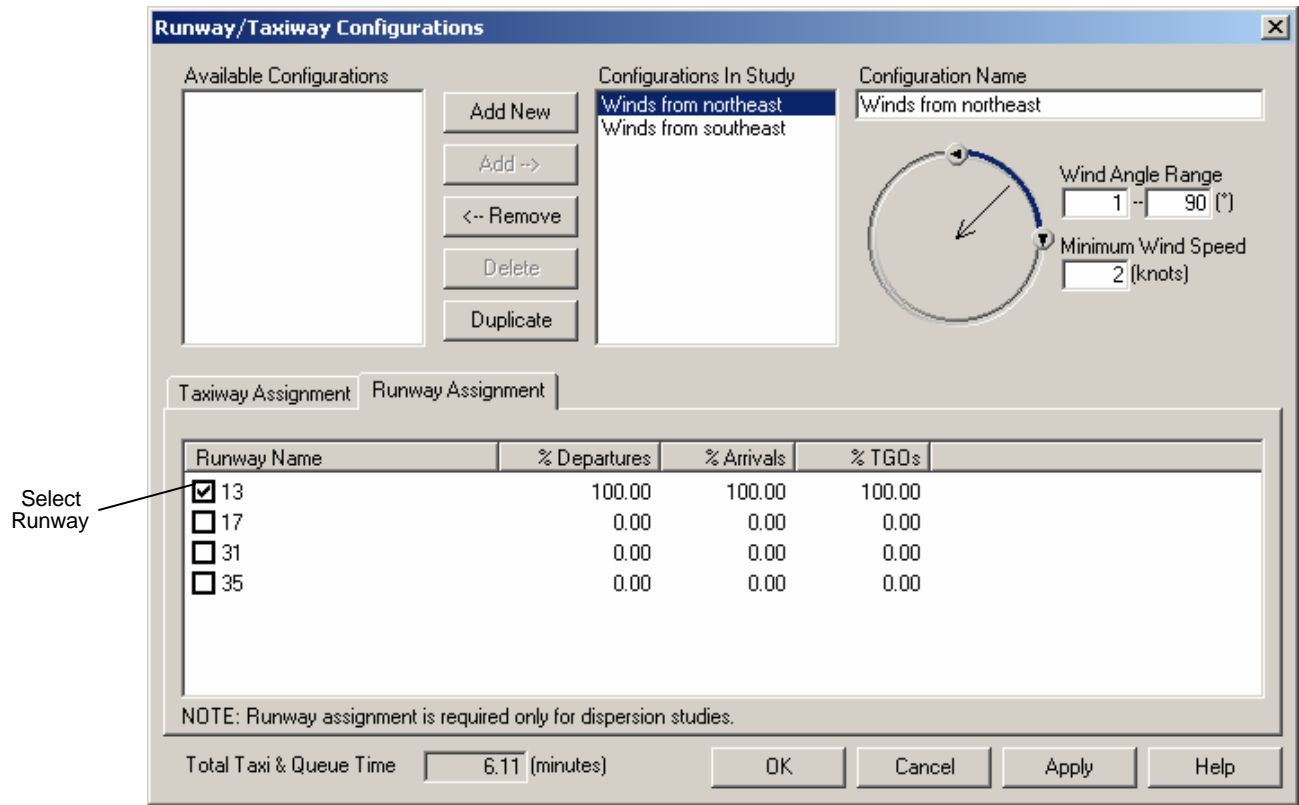 Runway/Taxiway Configurations
Available Configurations
Add New
Add -->
<-- Remove
Delete
Duplicate
Configurations In Study
Winds from northeast
Winds from southeast
Configuration Name
Winds from northeast
Wind Angle Range
1 -- 90 (°)
Minimum Wind Speed
2 (knots)
Taxiway Assignment Runway Assignment
Runway Name % Departures % Arrivals % TGOs
13 100.00 100.00 100.00
17 0.00 0.00 0.00
31 0.00 0.00 0.00
35 0.00 0.00 0.00
Select
Runway
NOTE: Runway assignment is required only for dispersion studies.
Total Taxi & Queue Time 6.11 (minutes) OK Cancel Apply Help